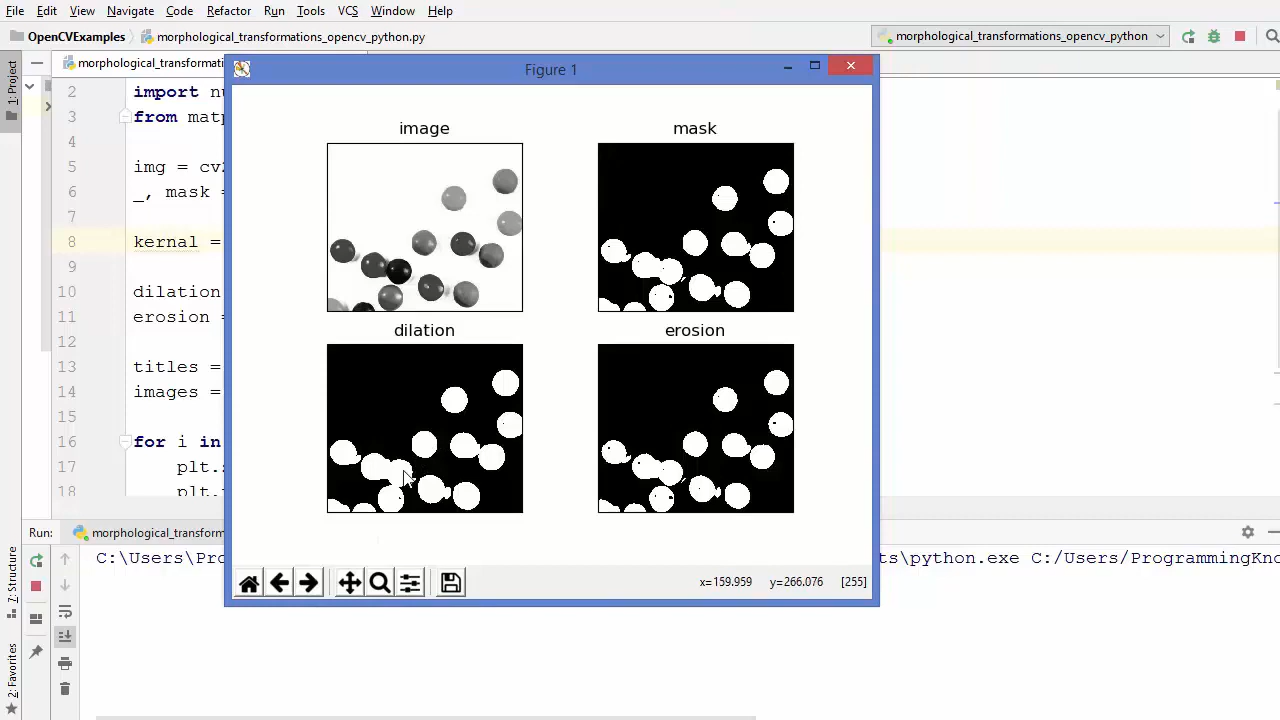 File Edit View Navigate Code Refactor Run Tools VCS Window Help
OpenCVExamples morphological_transformations_opencv_python.py morphological_transformations_opencv_python
1: Project
morphological_transformati
Figure 1
2 import nu
3 from matp
4
5 img = cv2
6 _, mask =
7
8 kernal =
9
10 dilation
11 erosion =
12
13 titles =
14 images =
15
16 for i in
17 plt.s
18 plt.
image mask
dilation erosion
x=159.959 y=266.076 [255]
Run: morphological_transform
C:\Users\Pro ts\python.exe C:/Users/ProgrammingKno
7: Structure
2: Favorites